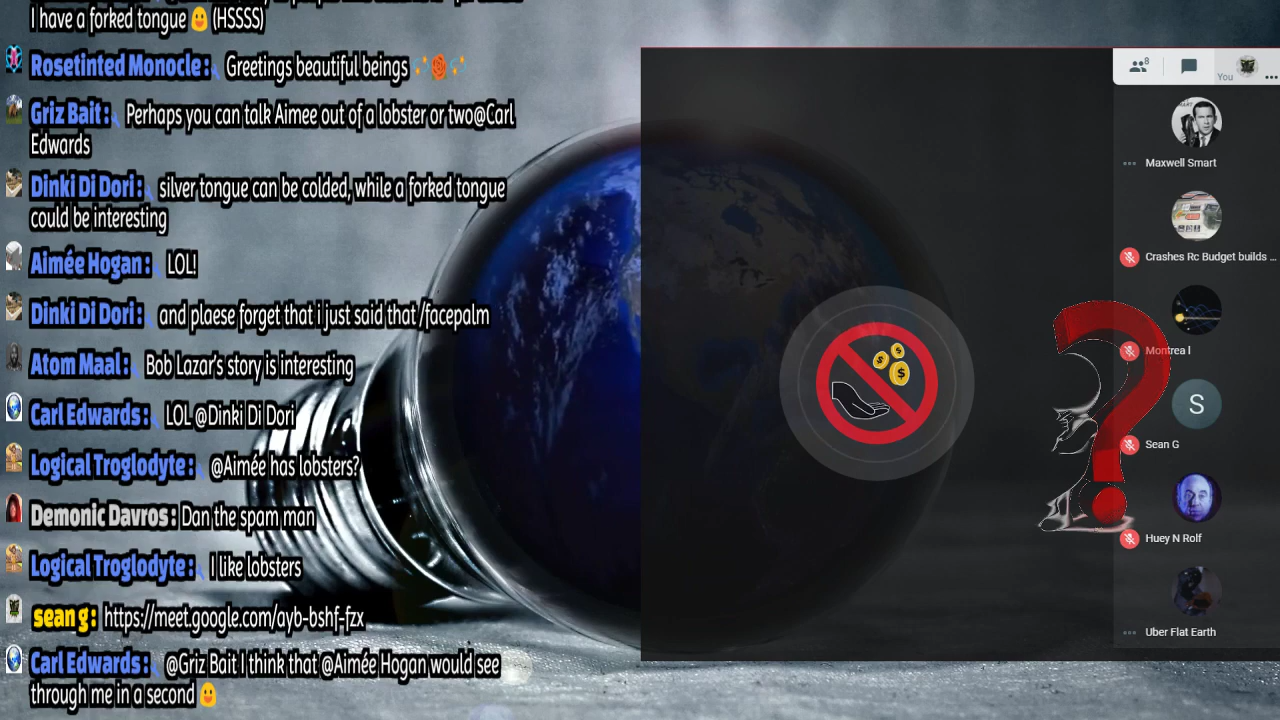 I have a forked tongue (HSSSS)
Rosetinted Monocle: Greetings beautiful beings
Griz Bait: Perhaps you can talk Aimee out of a lobster or two@Carl
Edwards
Dinki Di Dori: silver tongue can be colded, while a forked tongue
could be interesting
Aimée Hogan: LOL!
Dinki Di Dori: and plaese forget that i just said that /facepalm
Atom Maal: Bob Lazar's story is interesting
Carl Edwards: LOL @Dinki Di Dori
Logical Troglodyte: @Aimée has lobsters?
Demonic Davros: Dan the spam man
Logical Troglodyte: I like lobsters
sean g: https://meet.google.com/ayb-bshf-fzx
Carl Edwards: @Griz Bait I think that @Aimée Hogan would see
through me in a second
8
You
Maxwell Smart
Crashes Rc Budget builds ...
Montrea l
S
Sean G
Huey N Rolf
Uber Flat Earth
$ $ $
?